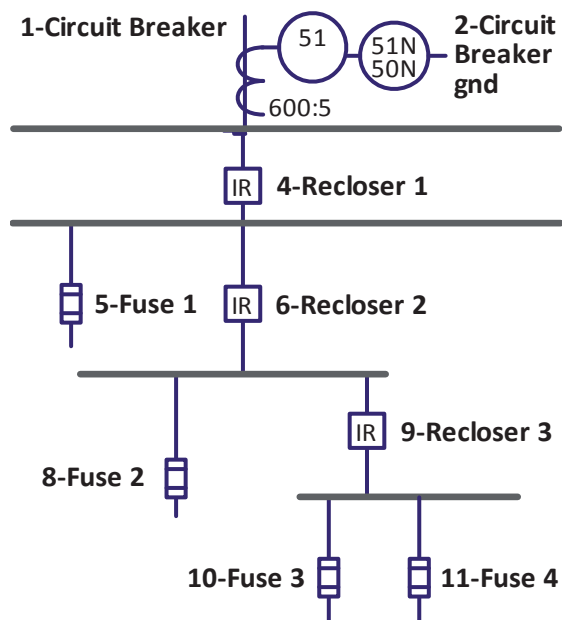 1-Circuit Breaker
51
51N
50N
2-Circuit
Breaker
gnd
600:5
IR
4-Recloser 1
5-Fuse 1
IR
6-Recloser 2
IR
9-Recloser 3
8-Fuse 2
10-Fuse 3
11-Fuse 4